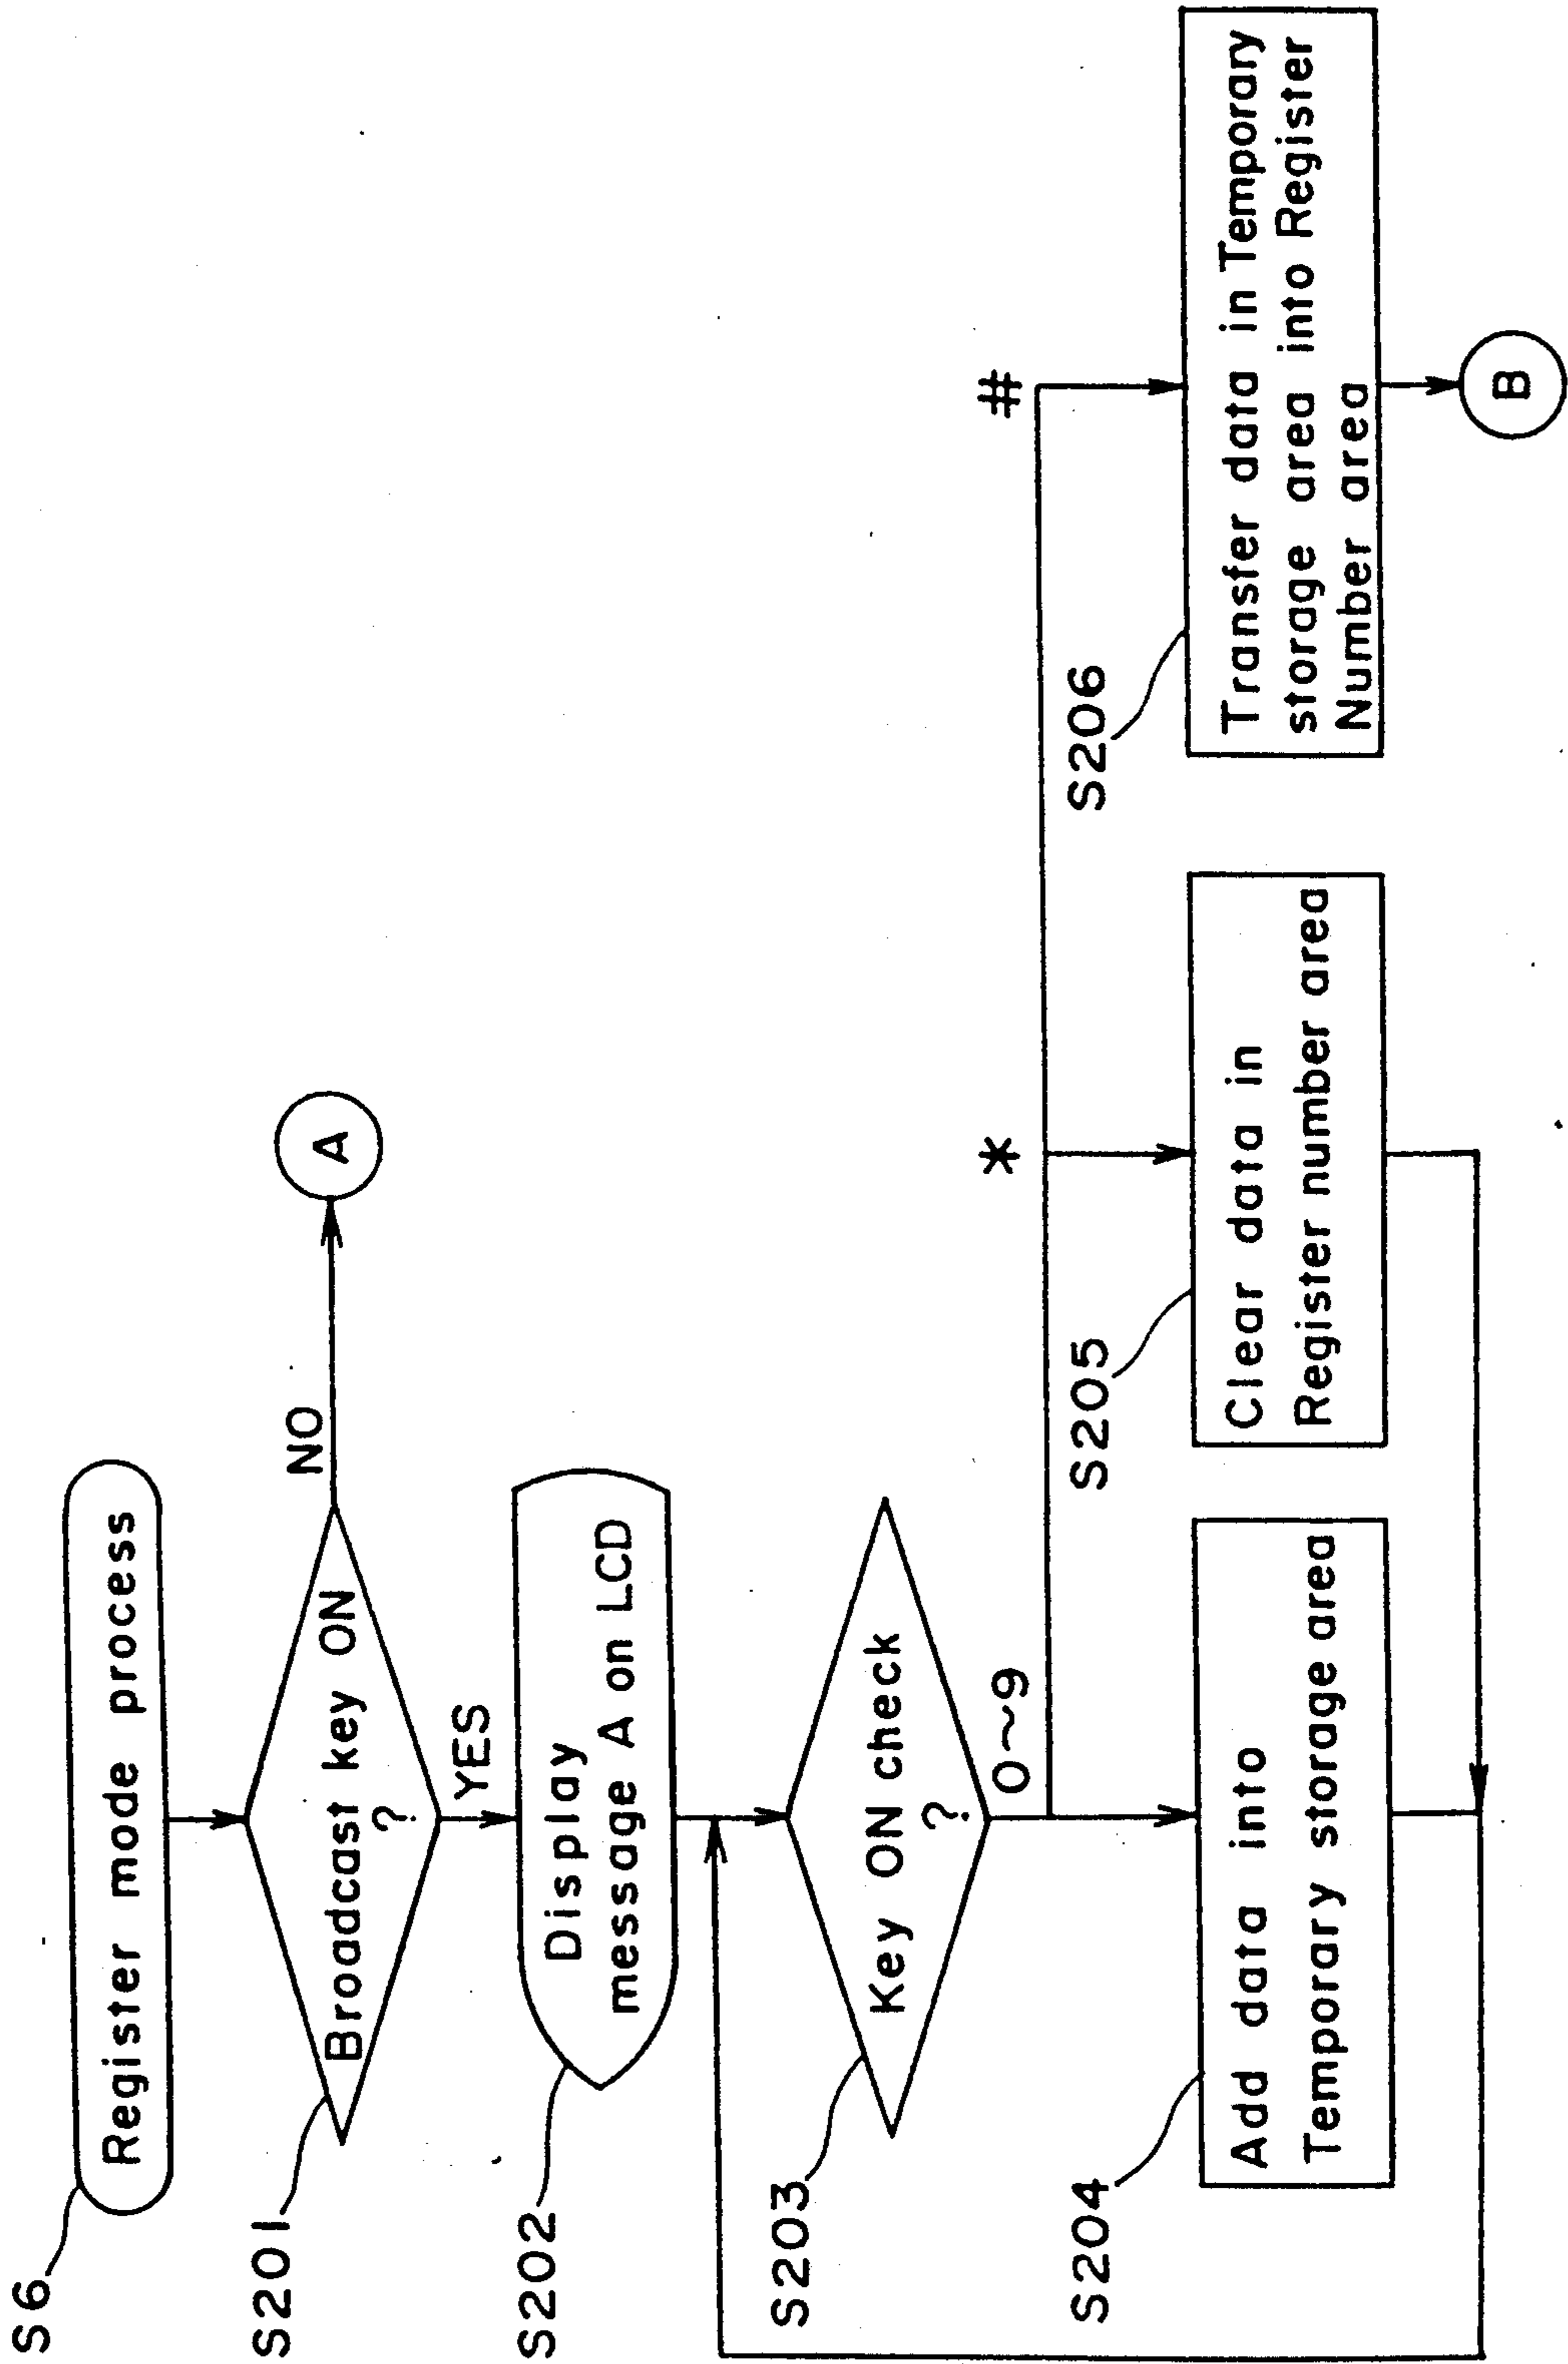 S6
Register mode process
S201
Broadcast key ON
?
NO
A
YES
S202
Display
message A on LCD
S203
Key ON check
?
0~9
*
#
S204
Add data into
Temporary storage area
S205
Clear data in
Register number area
S206
Transfer data in Temporary
storage area into Register
Number area
B